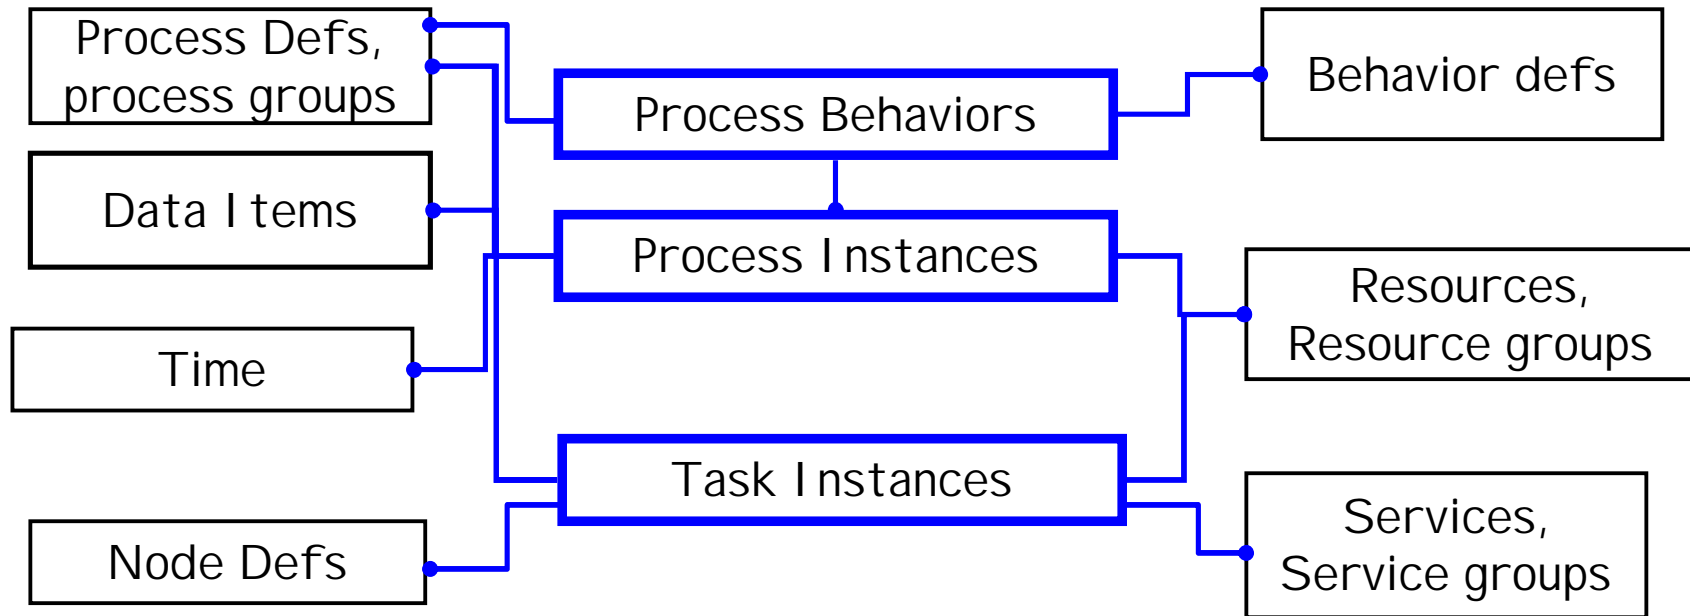 Process Defs,
process groups
Process Behaviors
Behavior defs
Data Items
Process Instances
Resources,
Resource groups
Time
Task Instances
Services,
Service groups
Node Defs